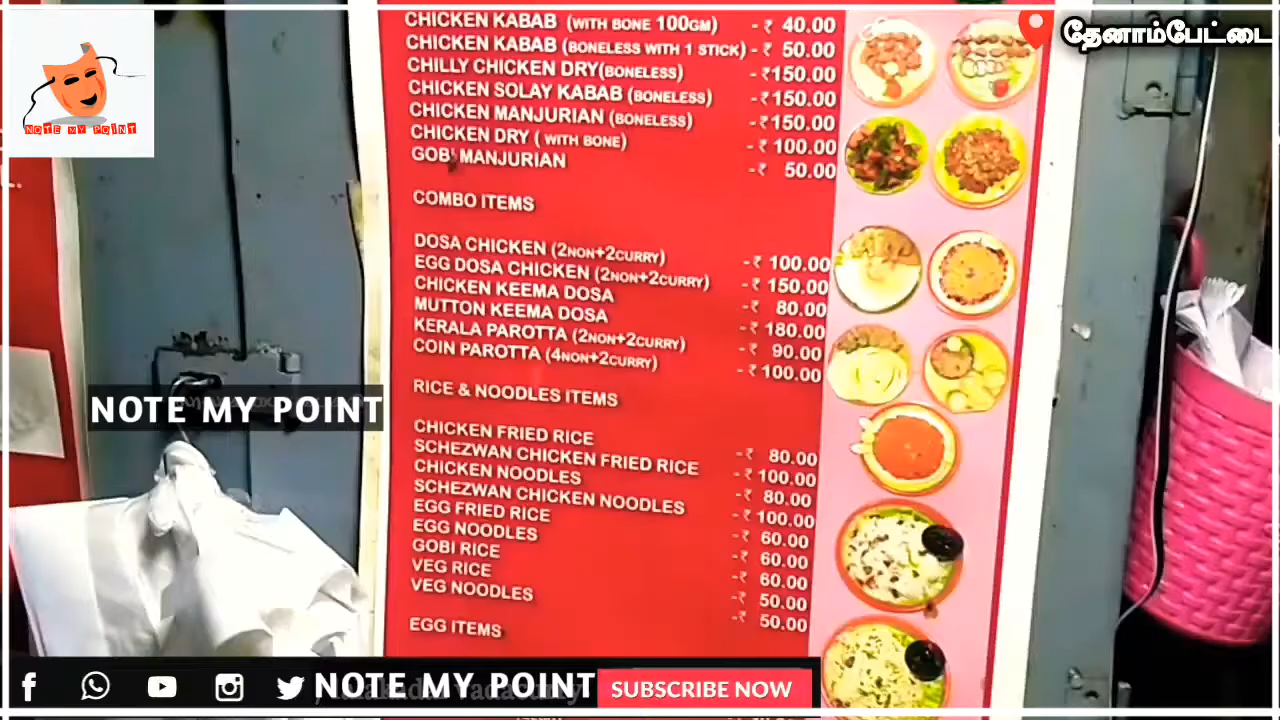 CHICKEN KABAB (WITH BONE 100GM) - ₹ 40.00
CHICKEN KABAB (BONELESS WITH 1 STICK) - ₹ 50.00
CHILLY CHICKEN DRY(BONELESS) - ₹150.00
CHICKEN SOLAY KABAB (BONELESS) - ₹150.00
CHICKEN MANJURIAN (BONELESS) - ₹150.00
CHICKEN DRY ( WITH BONE) - ₹ 100.00
GOBI MANJURIAN - ₹ 50.00
COMBO ITEMS
DOSA CHICKEN (2NON+2CURRY) - ₹ 100.00
EGG DOSA CHICKEN (2NON+2CURRY) - ₹ 150.00
CHICKEN KEEMA DOSA - ₹ 80.00
MUTTON KEEMA DOSA - ₹ 180.00
KERALA PAROTTA (2NON+2CURRY) - ₹ 90.00
COIN PAROTTA (4NON+2CURRY) - ₹ 100.00
RICE & NOODLES ITEMS
CHICKEN FRIED RICE - ₹ 80.00
SCHEZWAN CHICKEN FRIED RICE - ₹ 100.00
CHICKEN NOODLES - ₹ 80.00
SCHEZWAN CHICKEN NOODLES - ₹ 100.00
EGG FRIED RICE - ₹ 60.00
EGG NOODLES - ₹ 60.00
GOBI RICE - ₹ 60.00
VEG RICE - ₹ 50.00
VEG NOODLES - ₹ 50.00
EGG ITEMS
தேனாம்பேட்டை
NOTE MY POINT
NOTE MY POINT
NOTE MY POINT
SUBSCRIBE NOW